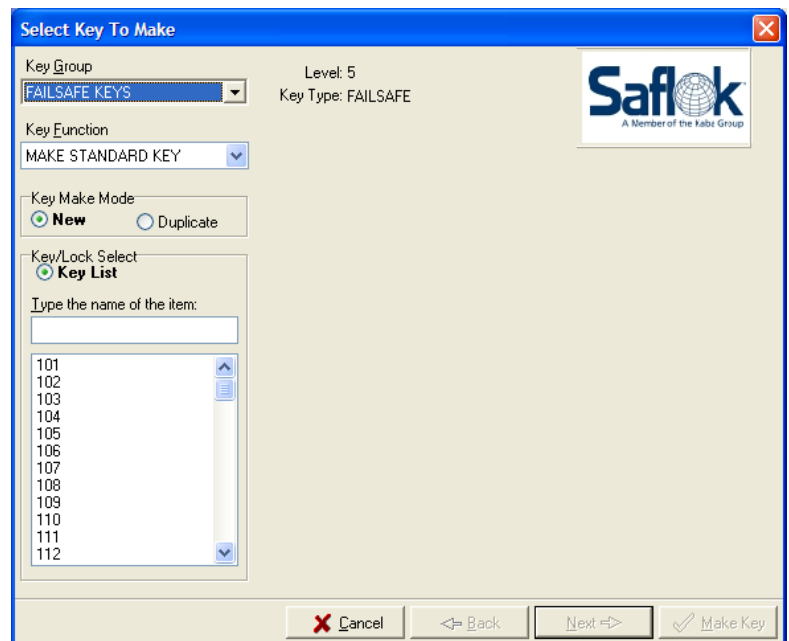 Select Key To Make
Key Group
FAILSAFE KEYS
Level: 5
Key Type: FAILSAFE
Saflok
A Member of the Kaba Group
Key Function
MAKE STANDARD KEY
Key Make Mode
New Duplicate
Key/Lock Select
Key List
Type the name of the item:
101
102
103
104
105
106
107
108
109
110
111
112
Cancel Back Next Make Key